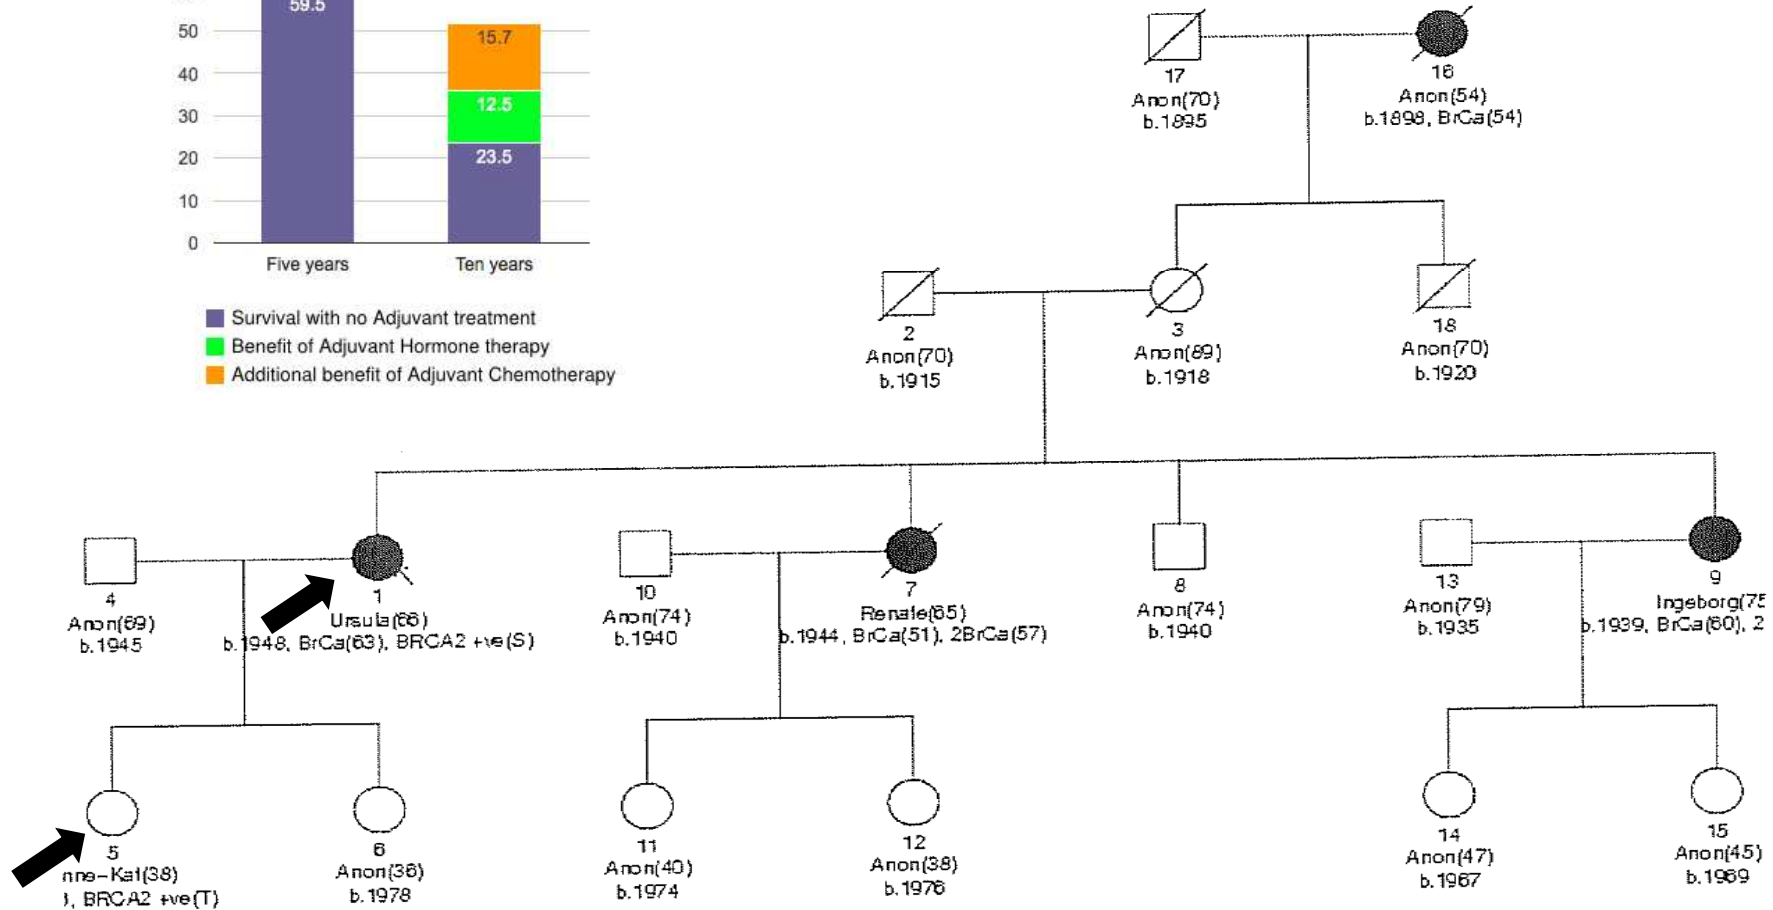 59.5
50
40
30
20
10
0
15.7
12.5
23.5
Five years
Ten years
Survival with no Adjuvant treatment
Benefit of Adjuvant Hormone therapy
Additional benefit of Adjuvant Chemotherapy
17
Anon(70)
b.1895
16
Anon(54)
b.1898, BrCa(54)
2
Anon(70)
b.1915
3
Anon(89)
b.1918
18
Anon(70)
b.1920
4
Anon(69)
b.1945
1
Ursula(66)
b.1948, BrCa(63), BRCA2 +ve(S)
10
Anon(74)
b.1940
7
Renate(65)
b.1944, BrCa(51), 2BrCa(57)
8
Anon(74)
b.1940
13
Anon(79)
b.1935
9
Ingeborg(75
b.1939, BrCa(60), 2
5
nne-Kat(38)
BRCA2 +ve(T)
6
Anon(36)
b.1978
11
Anon(40)
b.1974
12
Anon(38)
b.1976
14
Anon(47)
b.1967
15
Anon(45)
b.1969